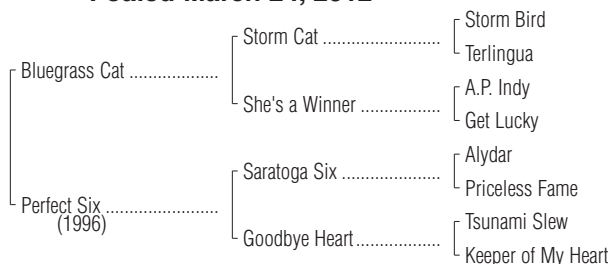 Foaled March 24, 2012
Storm Bird
Storm Cat ........................
Terlingua
Bluegrass Cat ..................
A.P. Indy
She's a Winner .................
Get Lucky
Alydar
Saratoga Six .....................
Priceless Fame
Perfect Six .......................
(1996)
Tsunami Slew
Goodbye Heart.................
Keeper of My Heart